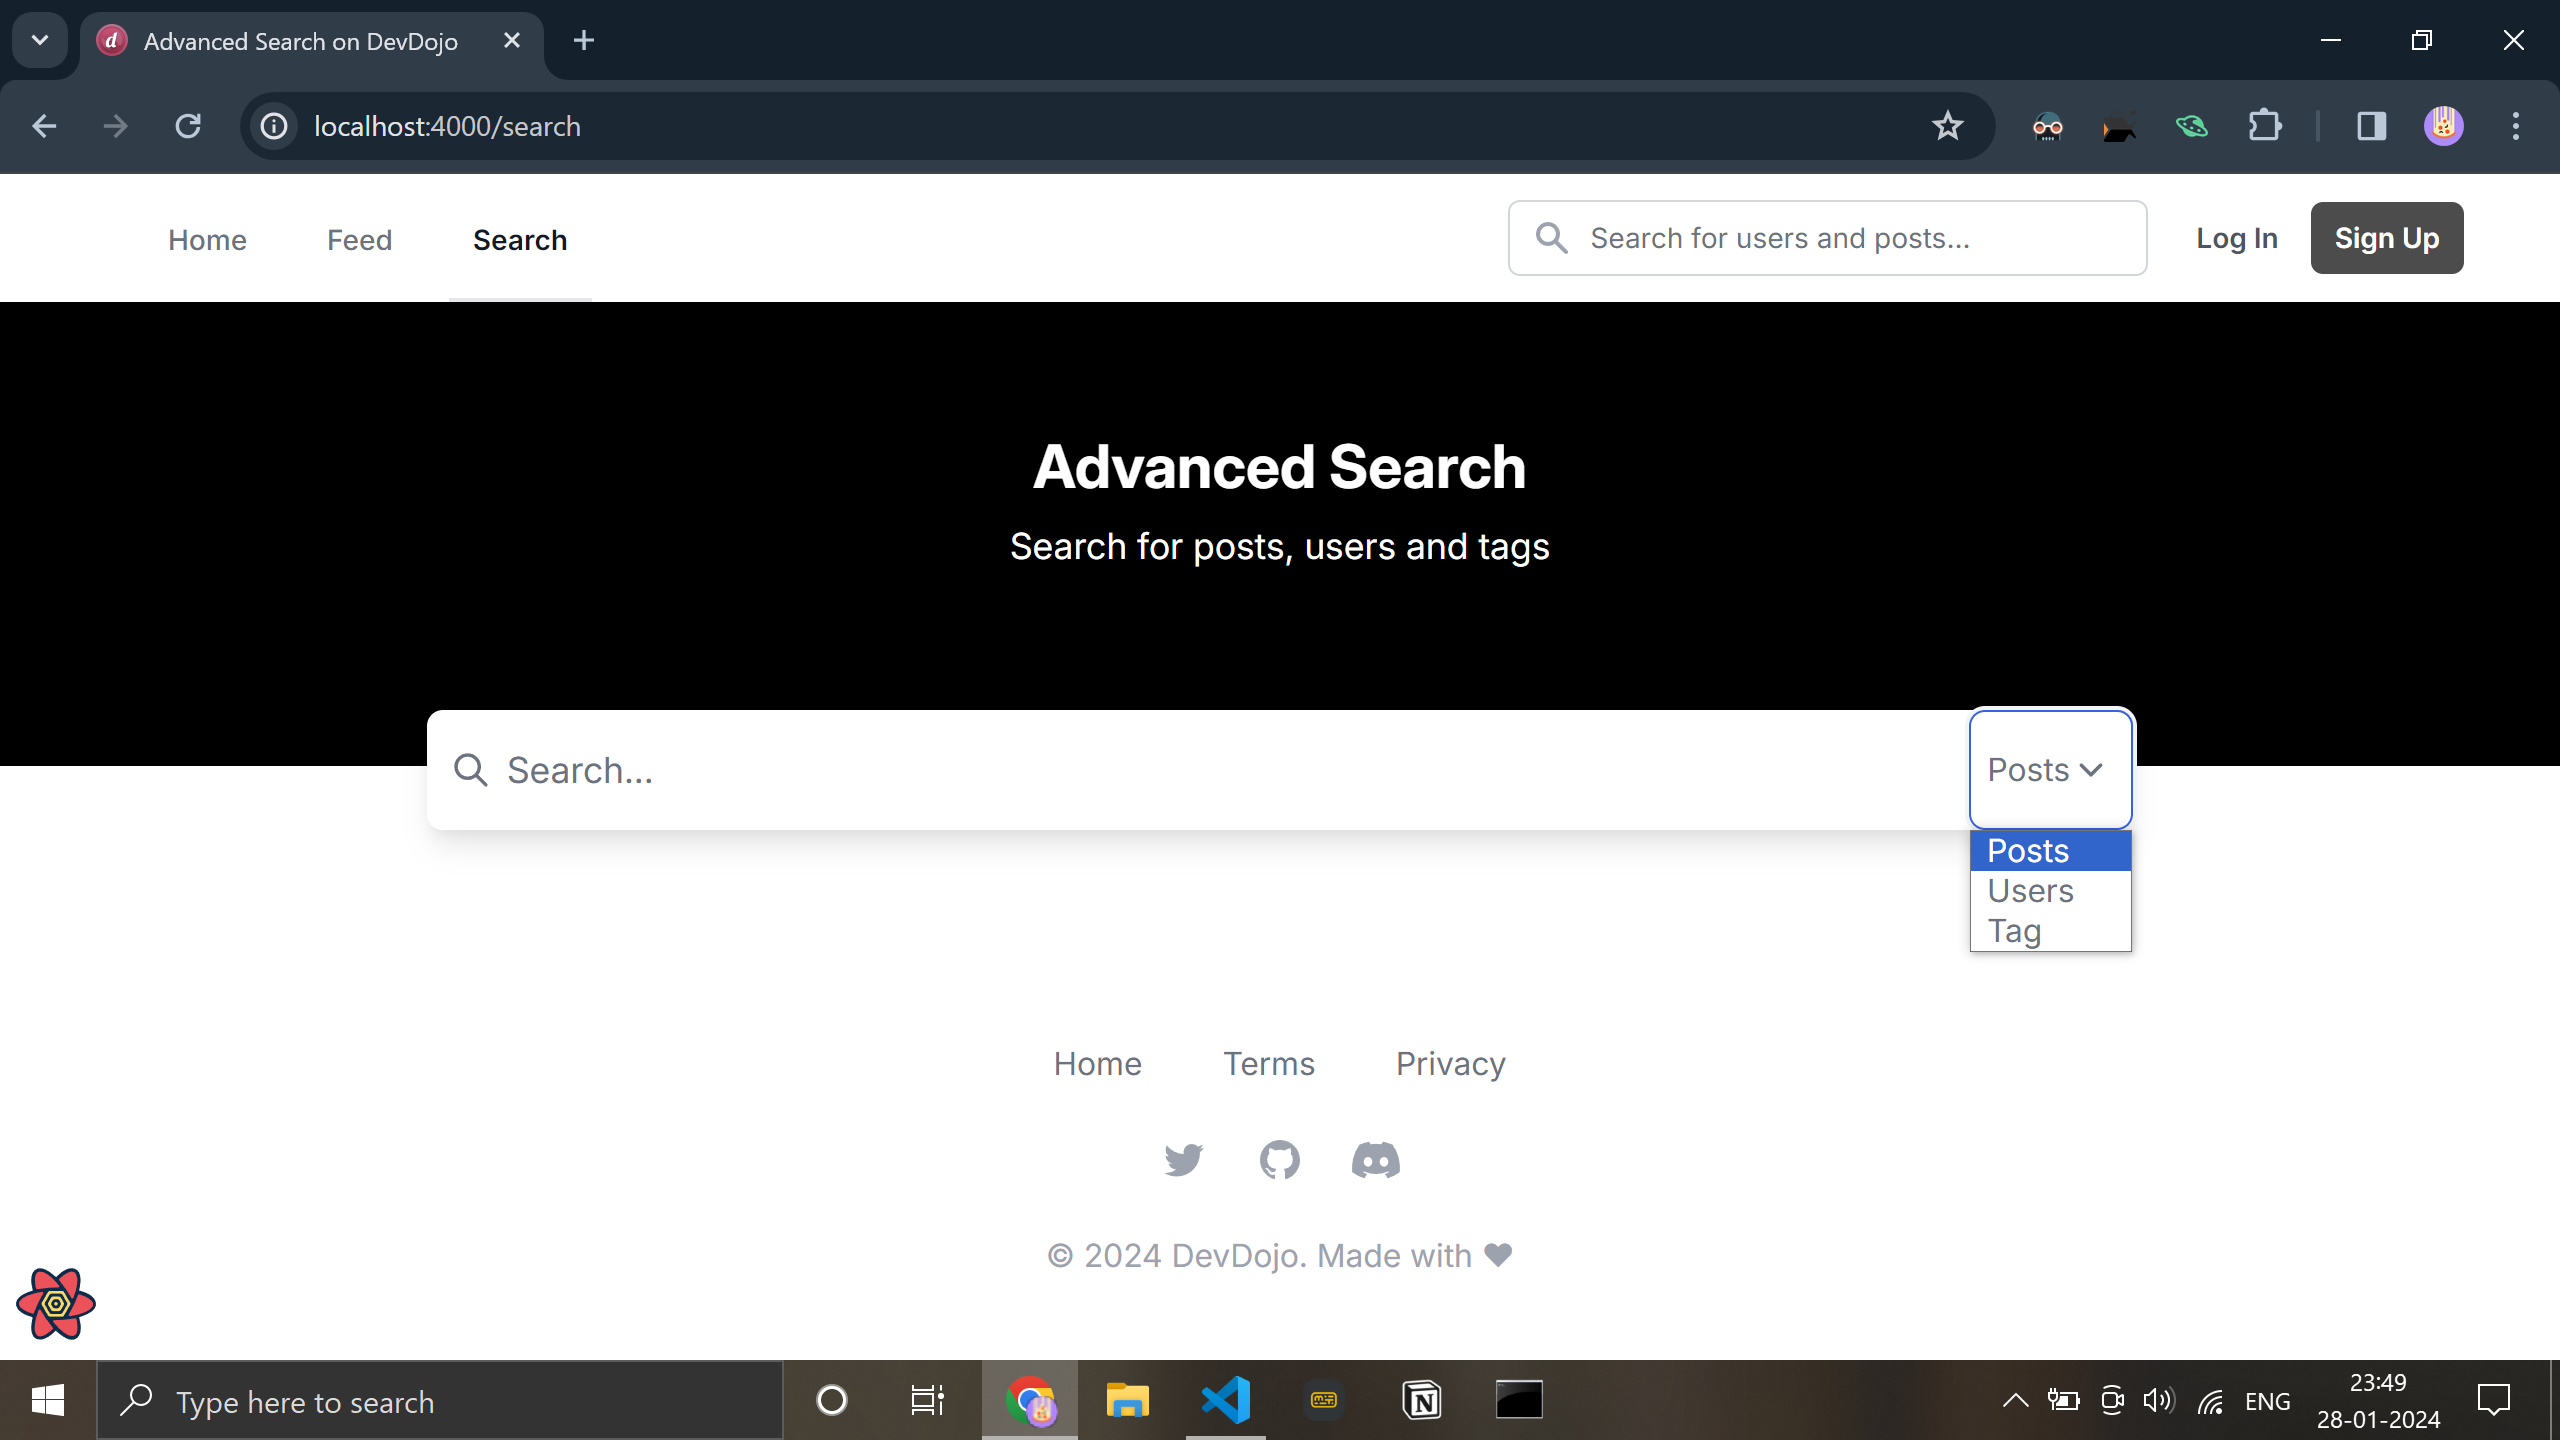 Advanced Search on DevDojo
localhost:4000/search
Home Feed Search Search for users and posts... Log In Sign Up
Advanced Search
Search for posts, users and tags
Search... Posts
Posts
Users
Tag
Home Terms Privacy
© 2024 DevDojo. Made with ♥
Type here to search
ENG
23:49
28-01-2024